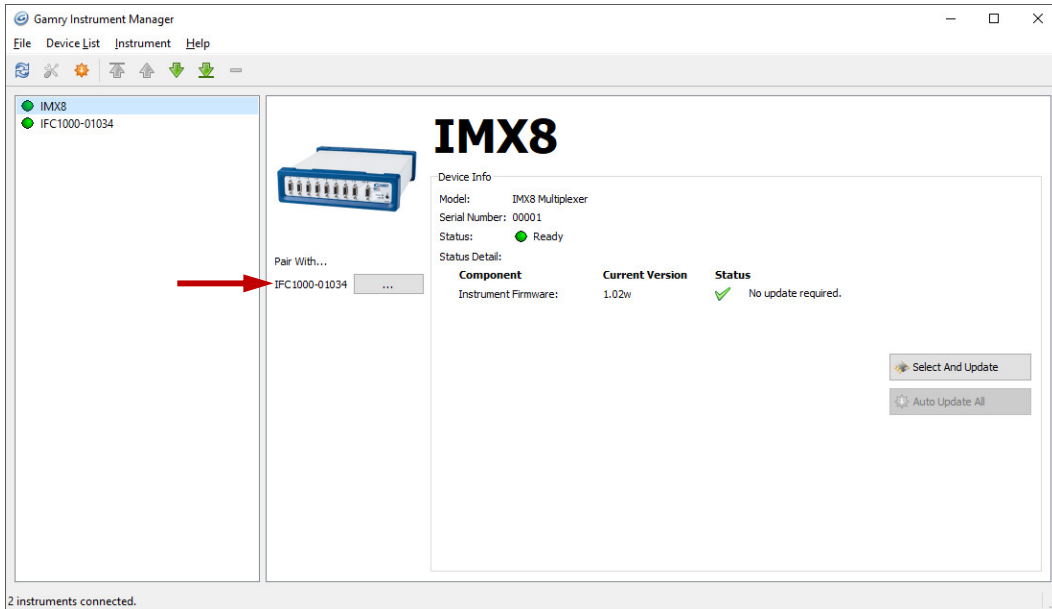 Gamry Instrument Manager
File Device List Instrument Help
IMX8
IFC1000-01034
IMX8
Device Info
Model: IMX8 Multiplexer
Serial Number: 00001
Status: Ready
Status Detail:
Component Current Version Status
Instrument Firmware: 1.02w No update required.
Pair With...
IFC1000-01034 ...
Select And Update
Auto Update All
2 instruments connected.